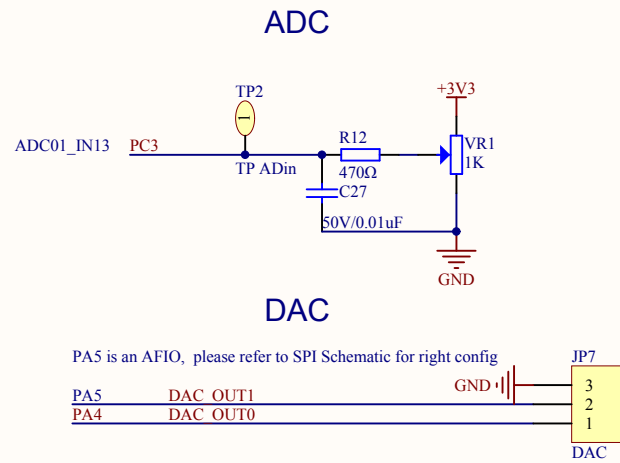 ADC
+3V3
TP2
1
R12
VR1
ADC01_IN13 PC3
TP ADin
470Ω
1K
C27
50V/0.01uF
GND
DAC
PA5 is an AFIO, please refer to SPI Schematic for right config
JP7
GND
3
PA5 DAC_OUT1
2
PA4 DAC_OUT0
1
DAC